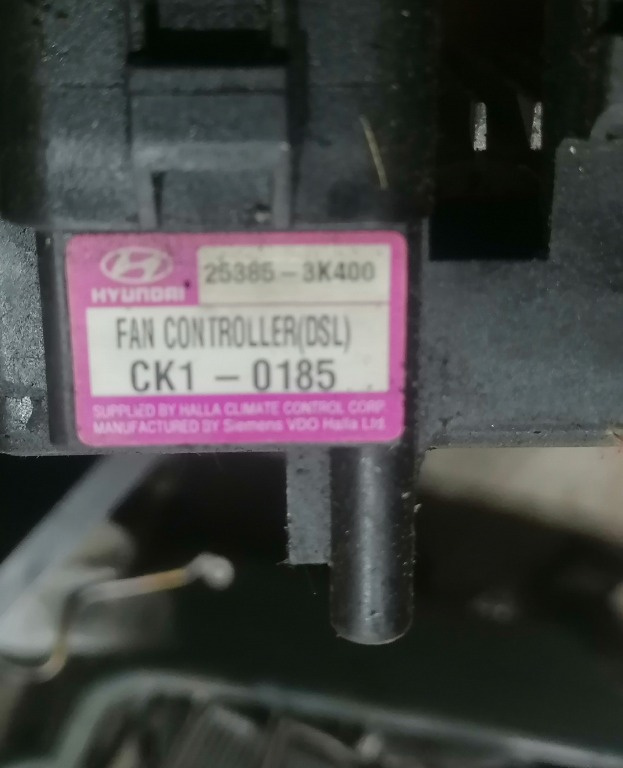 25385-3K400
HYUNDAI
FAN CONTROLLER(DSL)
CK1 - 0185
SUPPLIED BY HALLA CLIMATE CONTROL CORP.
MANUFACTURED BY Siemens VDO Halla Ltd.